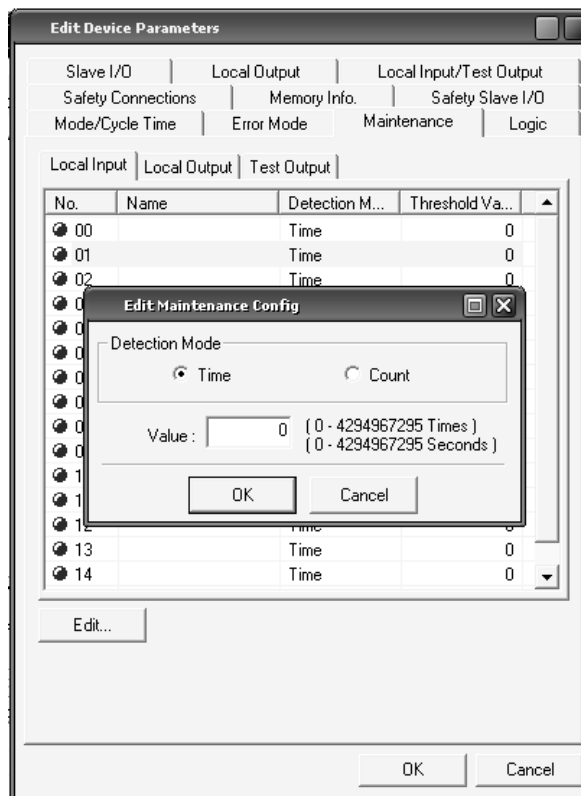 Edit Device Parameters
Slave I/O Local Output Local Input/Test Output
Safety Connections Memory Info. Safety Slave I/O
Mode/Cycle Time Error Mode Maintenance Logic
Local Input Local Output Test Output
No. Name Detection M... Threshold Va...
00 Time 0
01 Time 0
02 Time 0
Edit Maintenance Config
Detection Mode
Time Count
Value : 0 ( 0 - 4294967295 Times )
( 0 - 4294967295 Seconds )
OK Cancel
12 Time 0
13 Time 0
14 Time 0
Edit...
OK Cancel